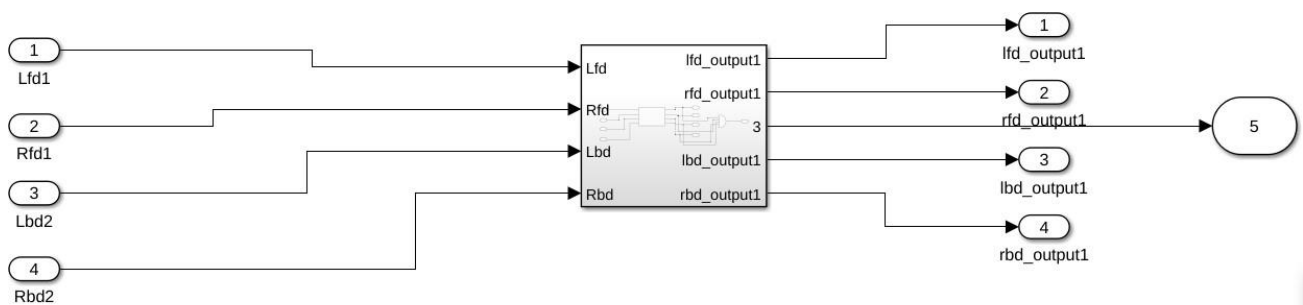 1
Lfd1
2
Rfd1
3
Lbd2
4
Rbd2
Lfd
Rfd
Lbd
Rbd
lfd_output1
rfd_output1
3
lbd_output1
rbd_output1
1
lfd_output1
2
rfd_output1
3
lbd_output1
4
rbd_output1
5